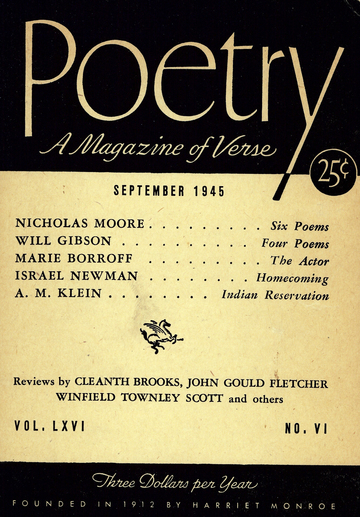 Poetry
A Magazine of Verse
25¢
SEPTEMBER 1945
NICHOLAS MOORE . . . . . . . . . Six Poems
WILL GIBSON . . . . . . . . . . Four Poems
MARIE BORROFF . . . . . . . . . The Actor
ISRAEL NEWMAN . . . . . . . . Homecoming
A. M. KLEIN . . . . . . . Indian Reservation
Reviews by CLEANTH BROOKS, JOHN GOULD FLETCHER
WINFIELD TOWNLEY SCOTT and others
VOL. LXVI NO. VI
Three Dollars per Year
FOUNDED IN 1912 BY HARRIET MONROE